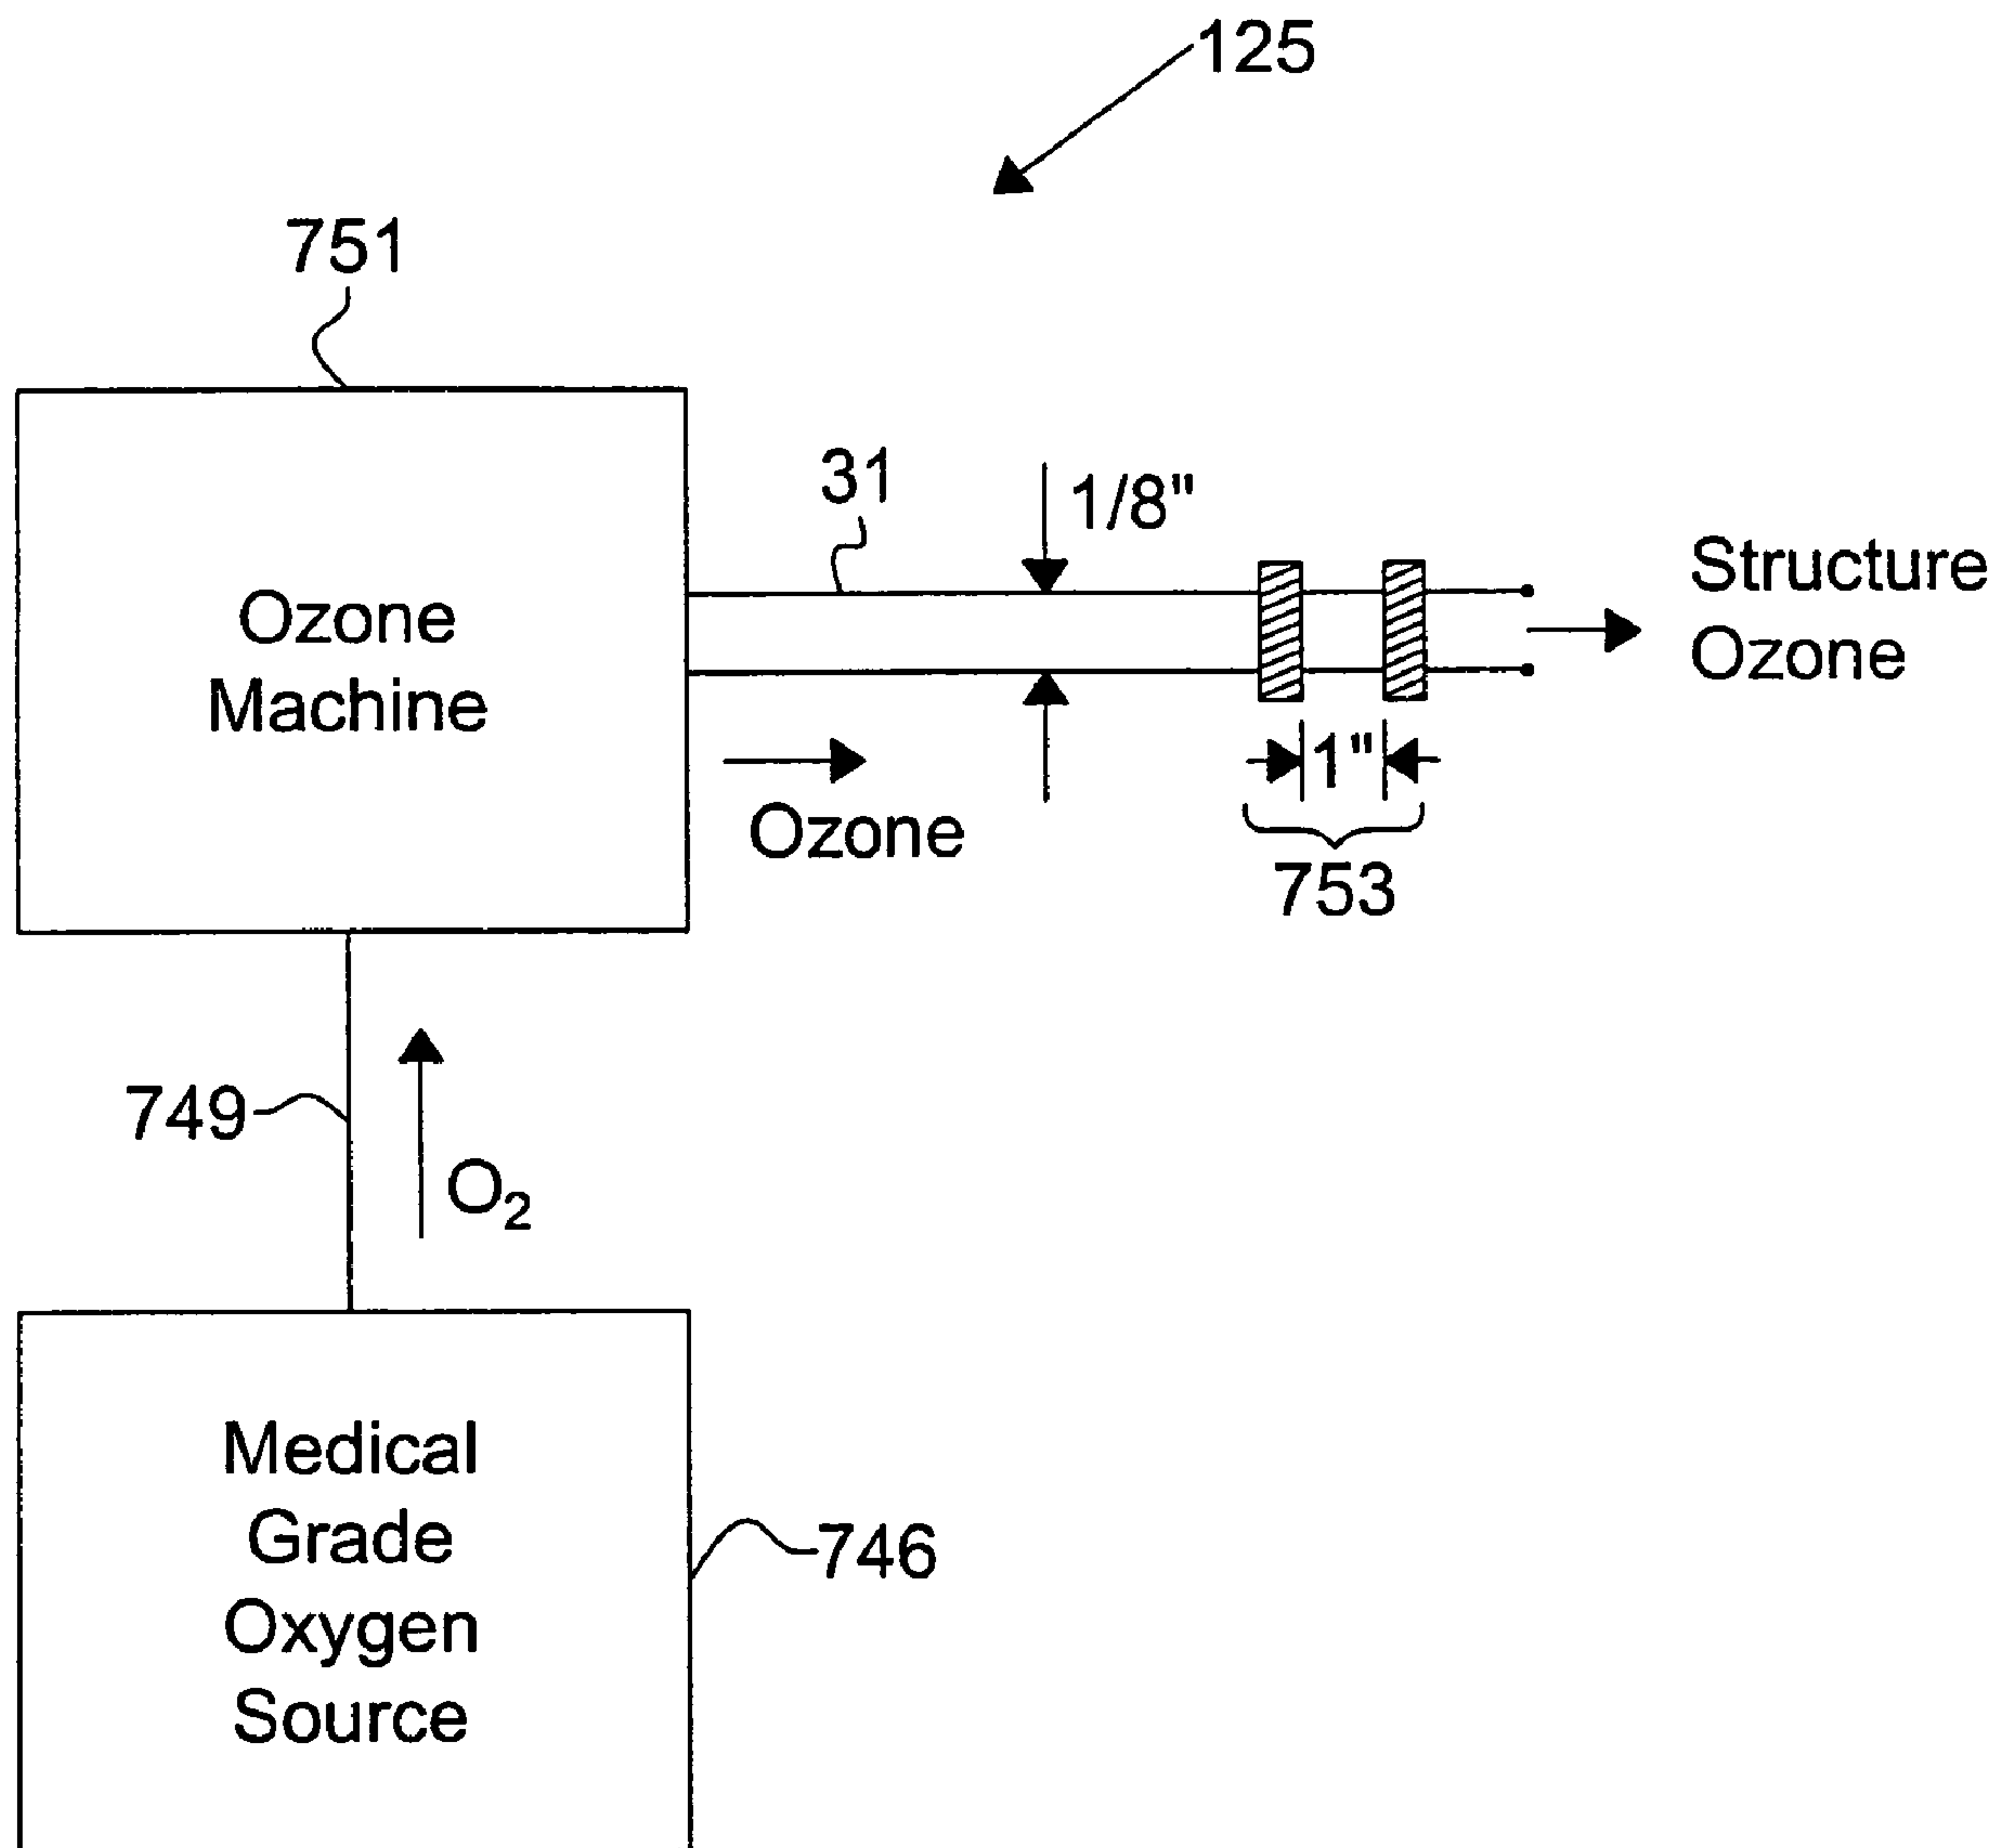 125
751
31
1/8"
Structure
Ozone
Ozone
Machine
1"
Ozone
753
749
O₂
Medical
Grade
Oxygen
Source
746